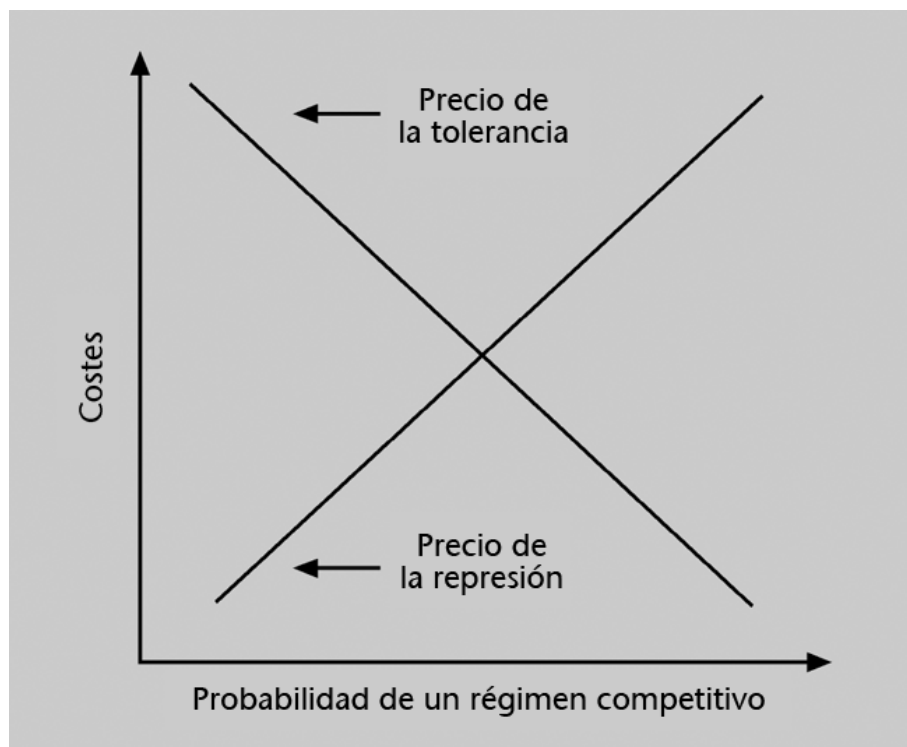 Precio de
la tolerancia
Costes
Precio de
la represión
Probabilidad de un régimen competitivo